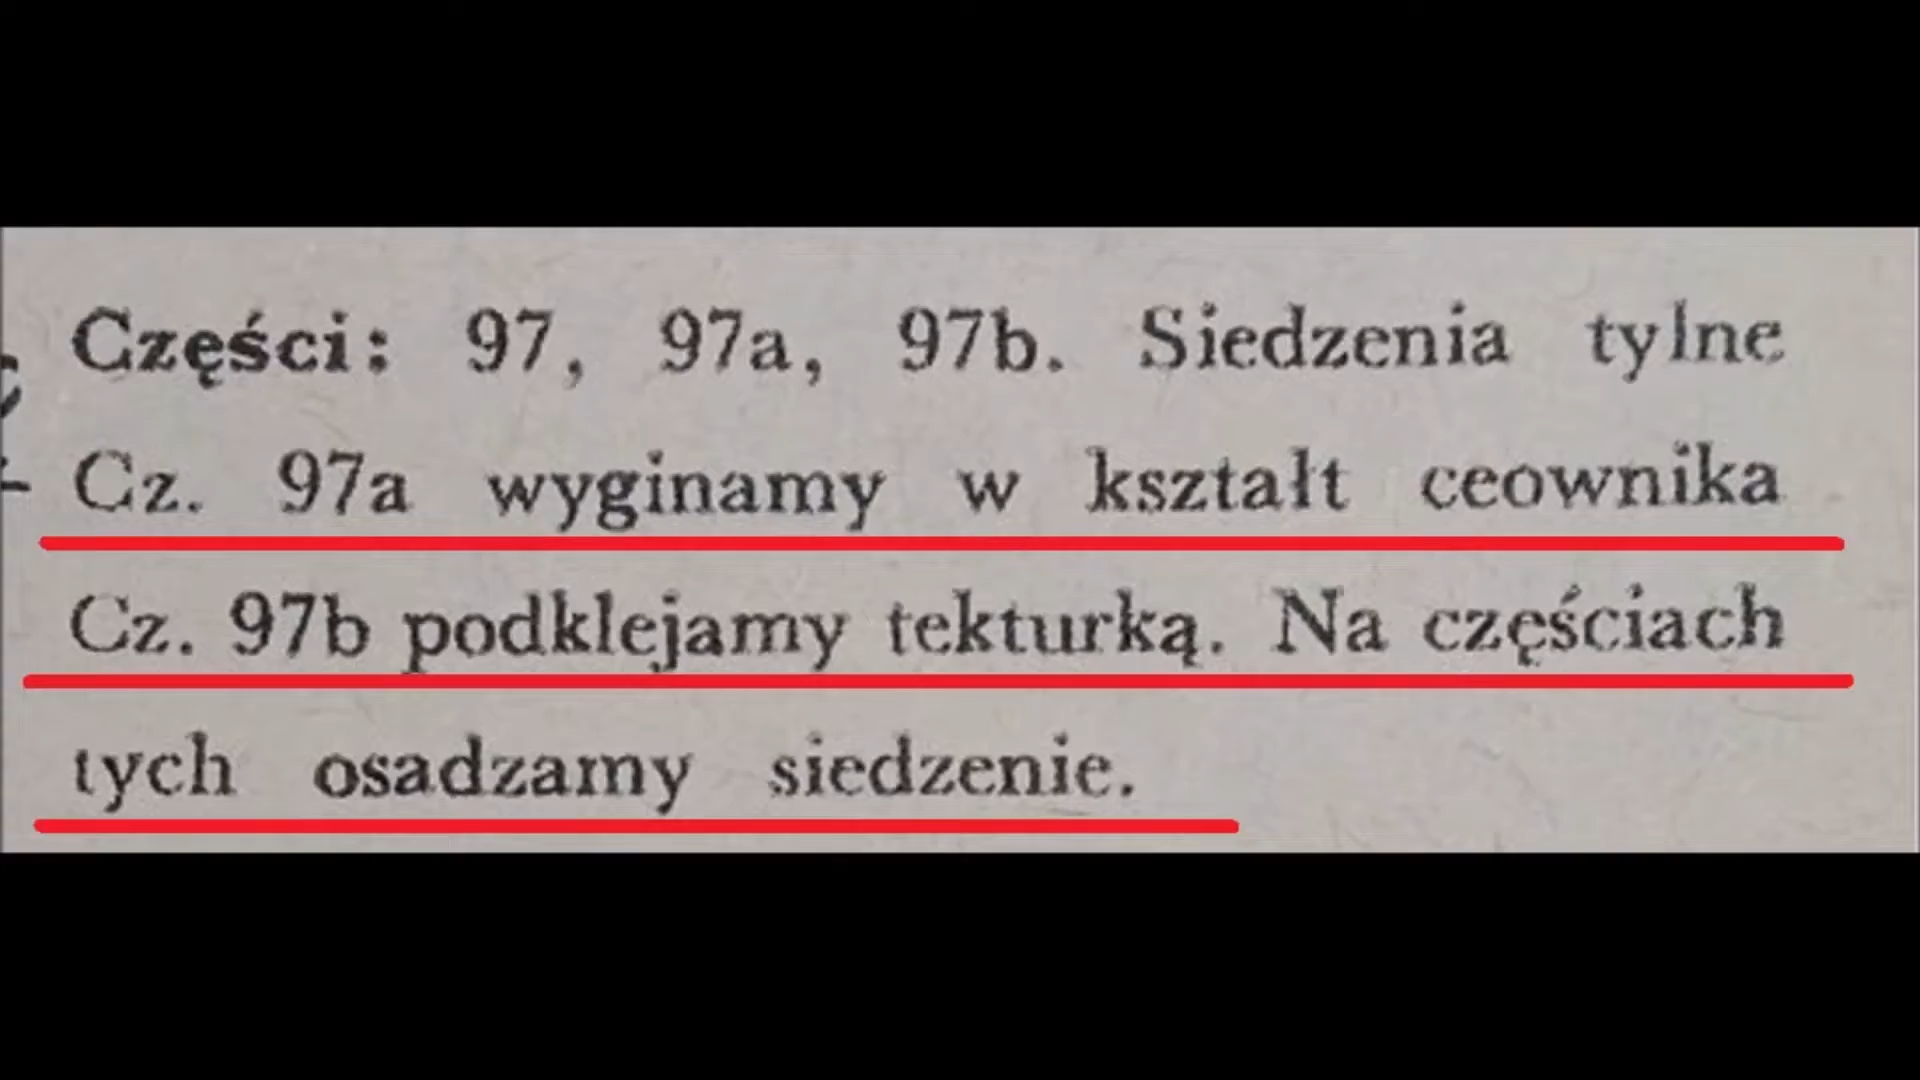 Części: 97, 97a, 97b. Siedzenia tylne
Cz. 97a wyginamy w kształt ceownika
Cz. 97b podklejamy tekturką. Na częściach
tych osadzamy siedzenie.